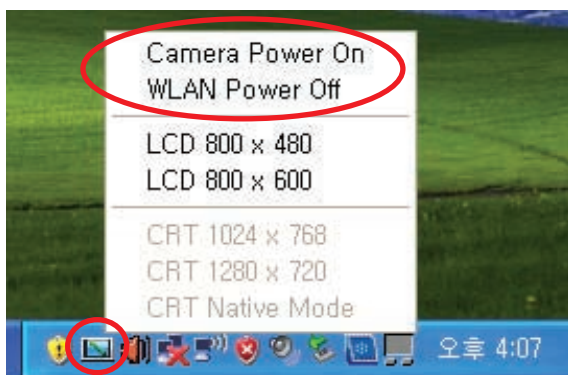 Camera Power On
WLAN Power Off
LCD 800 x 480
LCD 800 x 600
CRT 1024 x 768
CRT 1280 x 720
CRT Native Mode
오후 4:07